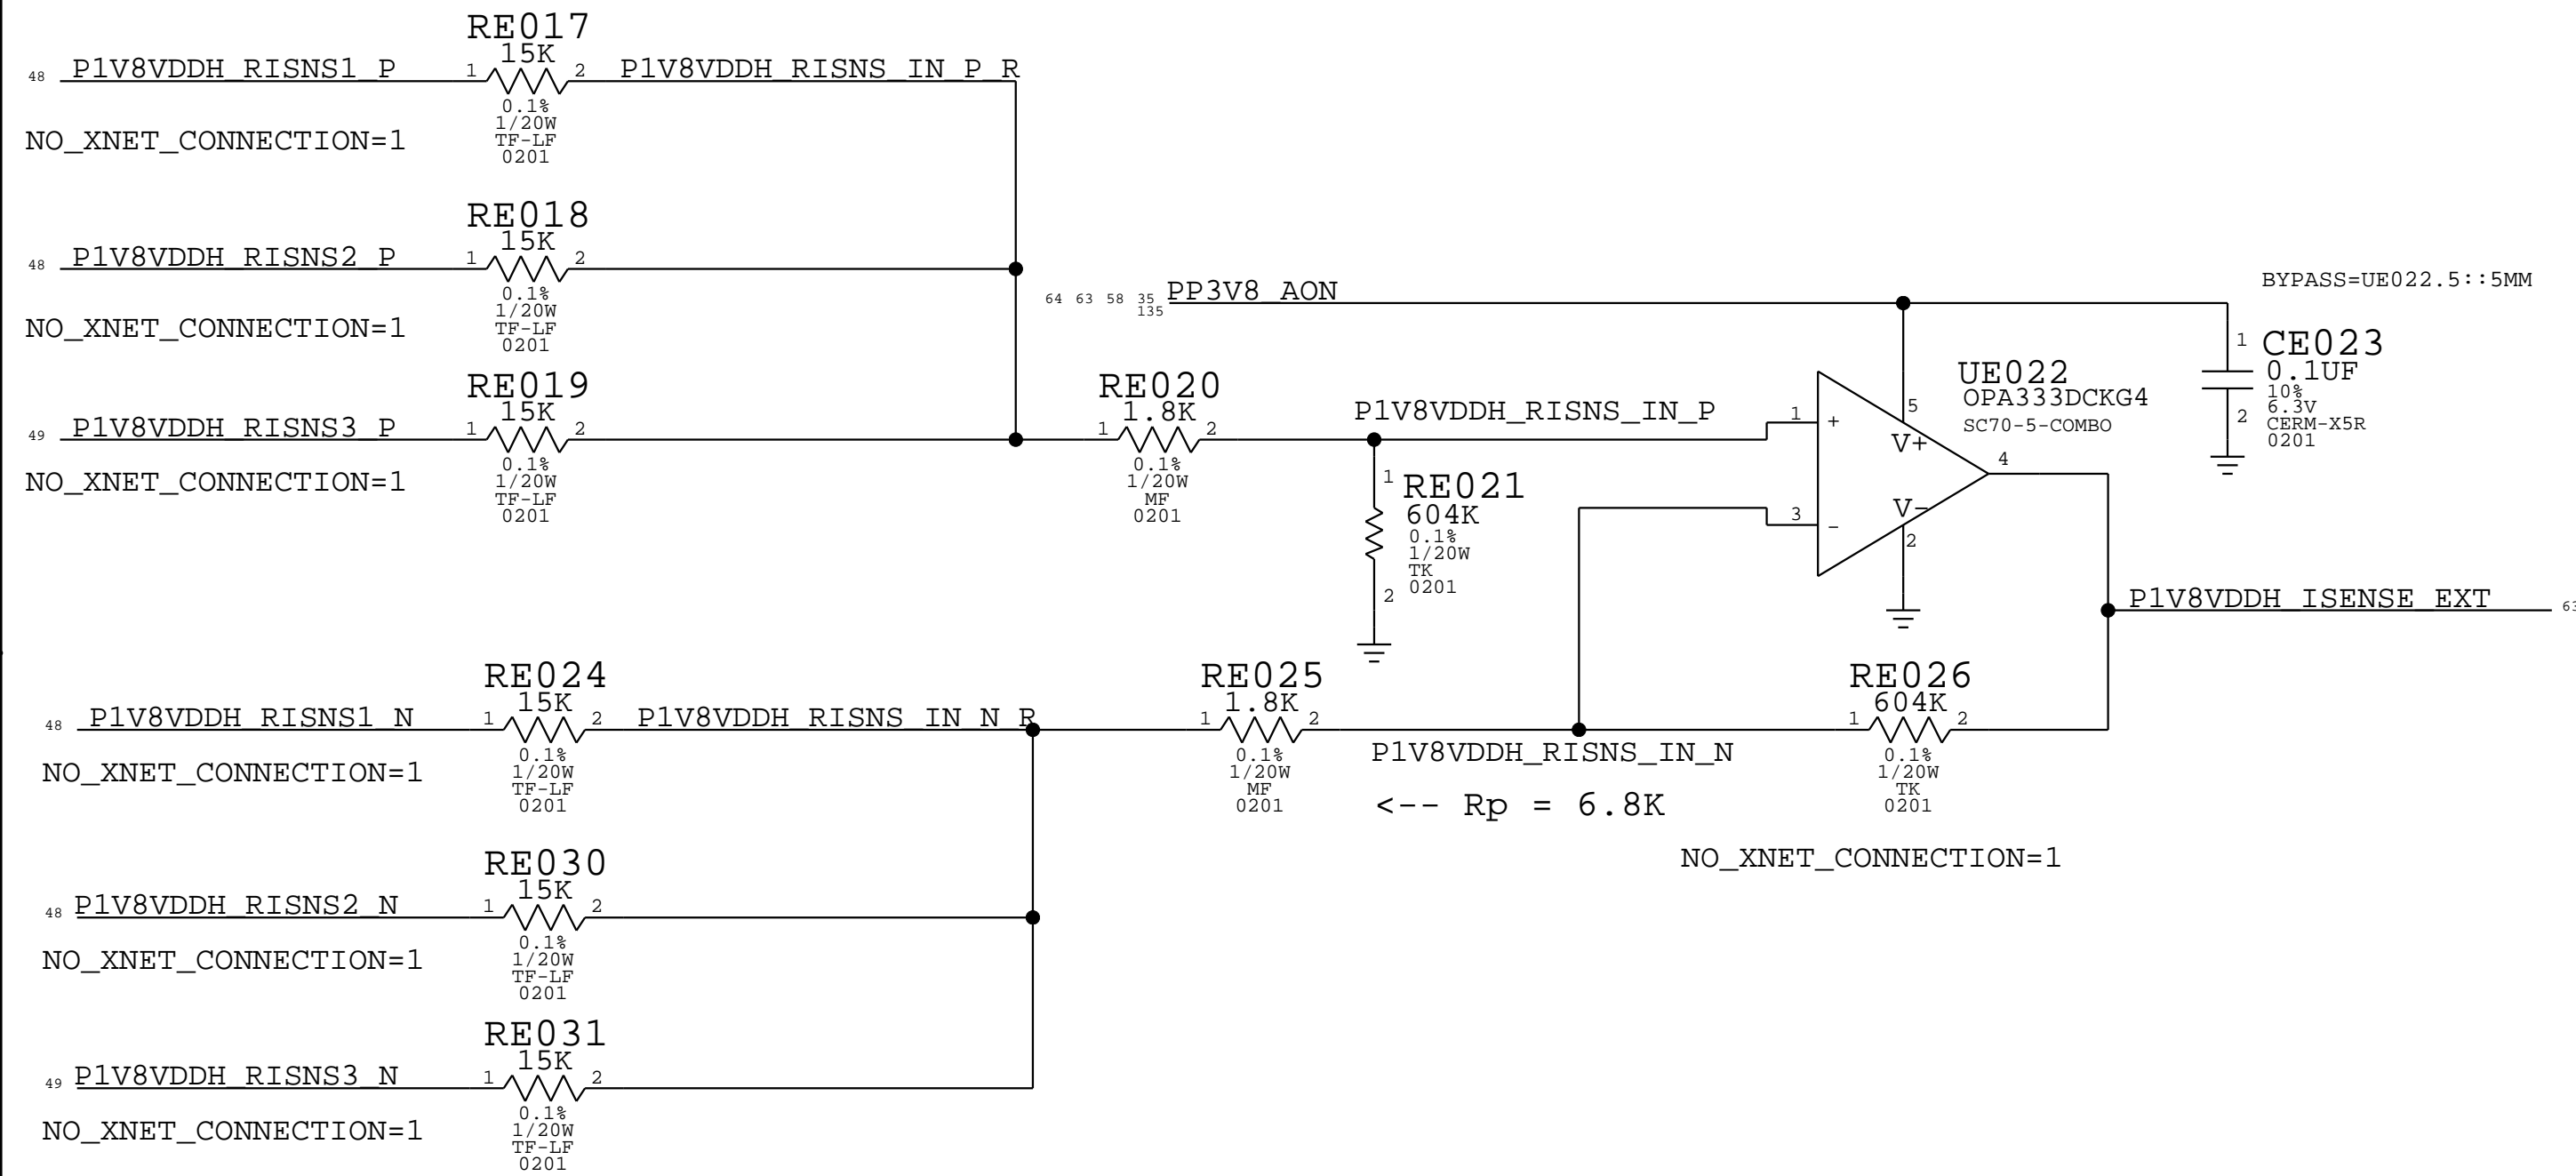 RE017
15K
48 P1V8VDDH_RISNS1_P 1 2 P1V8VDDH_RISNS_IN_P_R
0.1%
1/20W
TF-LF
0201
NO_XNET_CONNECTION=1
RE018
15K
48 P1V8VDDH_RISNS2_P 1 2
0.1%
1/20W
TF-LF
0201
NO_XNET_CONNECTION=1
RE019
15K
49 P1V8VDDH_RISNS3_P 1 2
0.1%
1/20W
TF-LF
0201
NO_XNET_CONNECTION=1
64 63 58 35 PP3V8_AON
135
BYPASS=UE022.5::5MM
1 CE023
0.1UF
10%
6.3V
2 CERM-X5R
0201
RE020
1.8K
1 2
0.1%
1/20W
MF
0201
P1V8VDDH_RISNS_IN_P
1 RE021
604K
0.1%
1/20W
TK
2 0201
UE022
OPA333DCKG4
SC70-5-COMBO
1 + 5
V+
4
3 - V-
2
P1V8VDDH_ISENSE_EXT 63
RE024
15K
48 P1V8VDDH_RISNS1_N 1 2 P1V8VDDH_RISNS_IN_N_R
0.1%
1/20W
TF-LF
0201
NO_XNET_CONNECTION=1
RE025
1.8K
1 2
0.1%
1/20W
MF
0201
P1V8VDDH_RISNS_IN_N
<-- Rp = 6.8K
RE026
604K
1 2
0.1%
1/20W
TK
0201
NO_XNET_CONNECTION=1
RE030
15K
48 P1V8VDDH_RISNS2_N 1 2
0.1%
1/20W
TF-LF
0201
NO_XNET_CONNECTION=1
RE031
15K
49 P1V8VDDH_RISNS3_N 1 2
0.1%
1/20W
TF-LF
0201
NO_XNET_CONNECTION=1